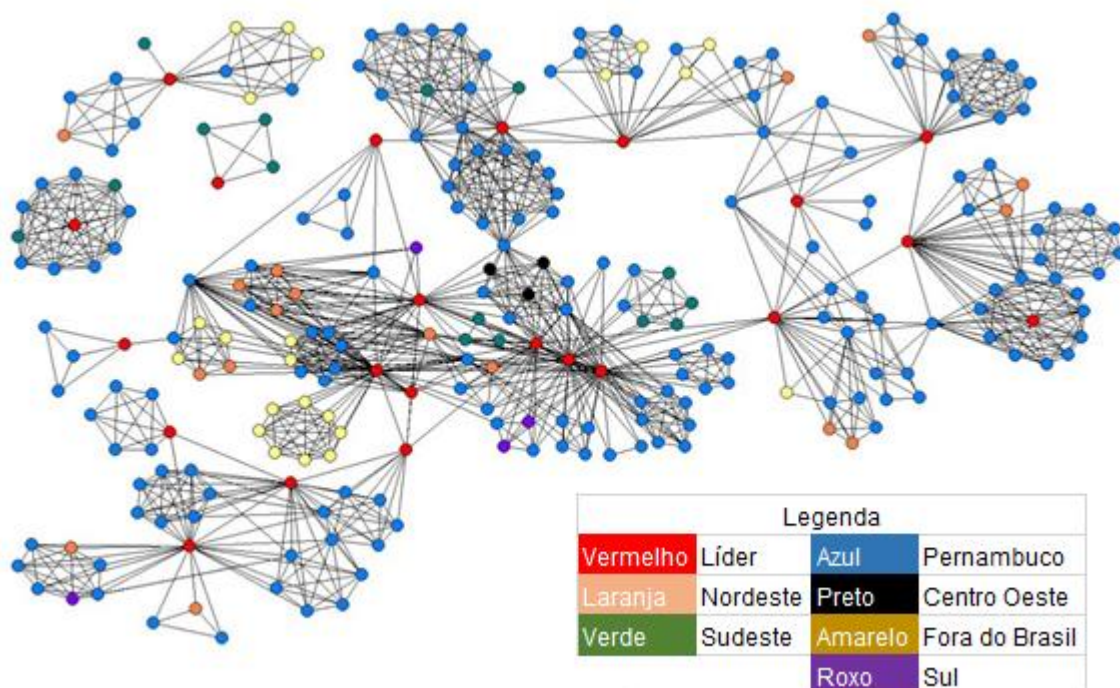 Legenda
Vermelho Líder Azul Pernambuco
Laranja Nordeste Preto Centro Oeste
Verde Sudeste Amarelo Fora do Brasil
Roxo Sul